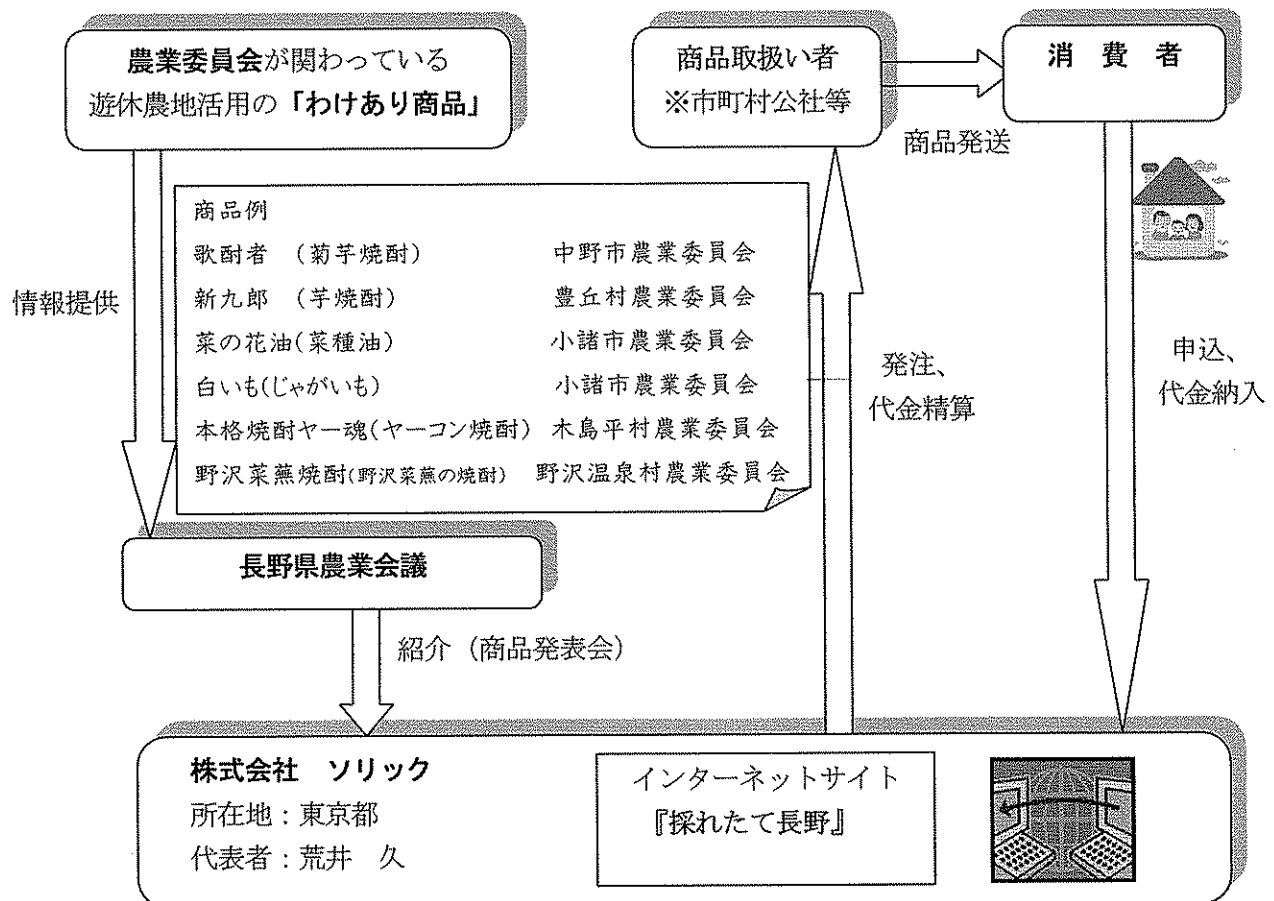 農業委員会が関わっている
遊休農地活用の「わけあり商品」
商品取扱い者
※市町村公社等
消 費 者
商品発送
情報提供
商品例
歌酎者 （菊芋焼酎） 中野市農業委員会
新九郎 （芋焼酎） 豊丘村農業委員会
菜の花油(菜種油) 小諸市農業委員会
白いも(じゃがいも) 小諸市農業委員会
本格焼酎ヤー魂(ヤーコン焼酎) 木島平村農業委員会
野沢菜蕪焼酎(野沢菜蕪の焼酎) 野沢温泉村農業委員会
発注、
代金精算
申込、
代金納入
長野県農業会議
紹介（商品発表会）
株式会社 ソリック
所在地：東京都
代表者：荒井 久
インターネットサイト
『採れたて長野』